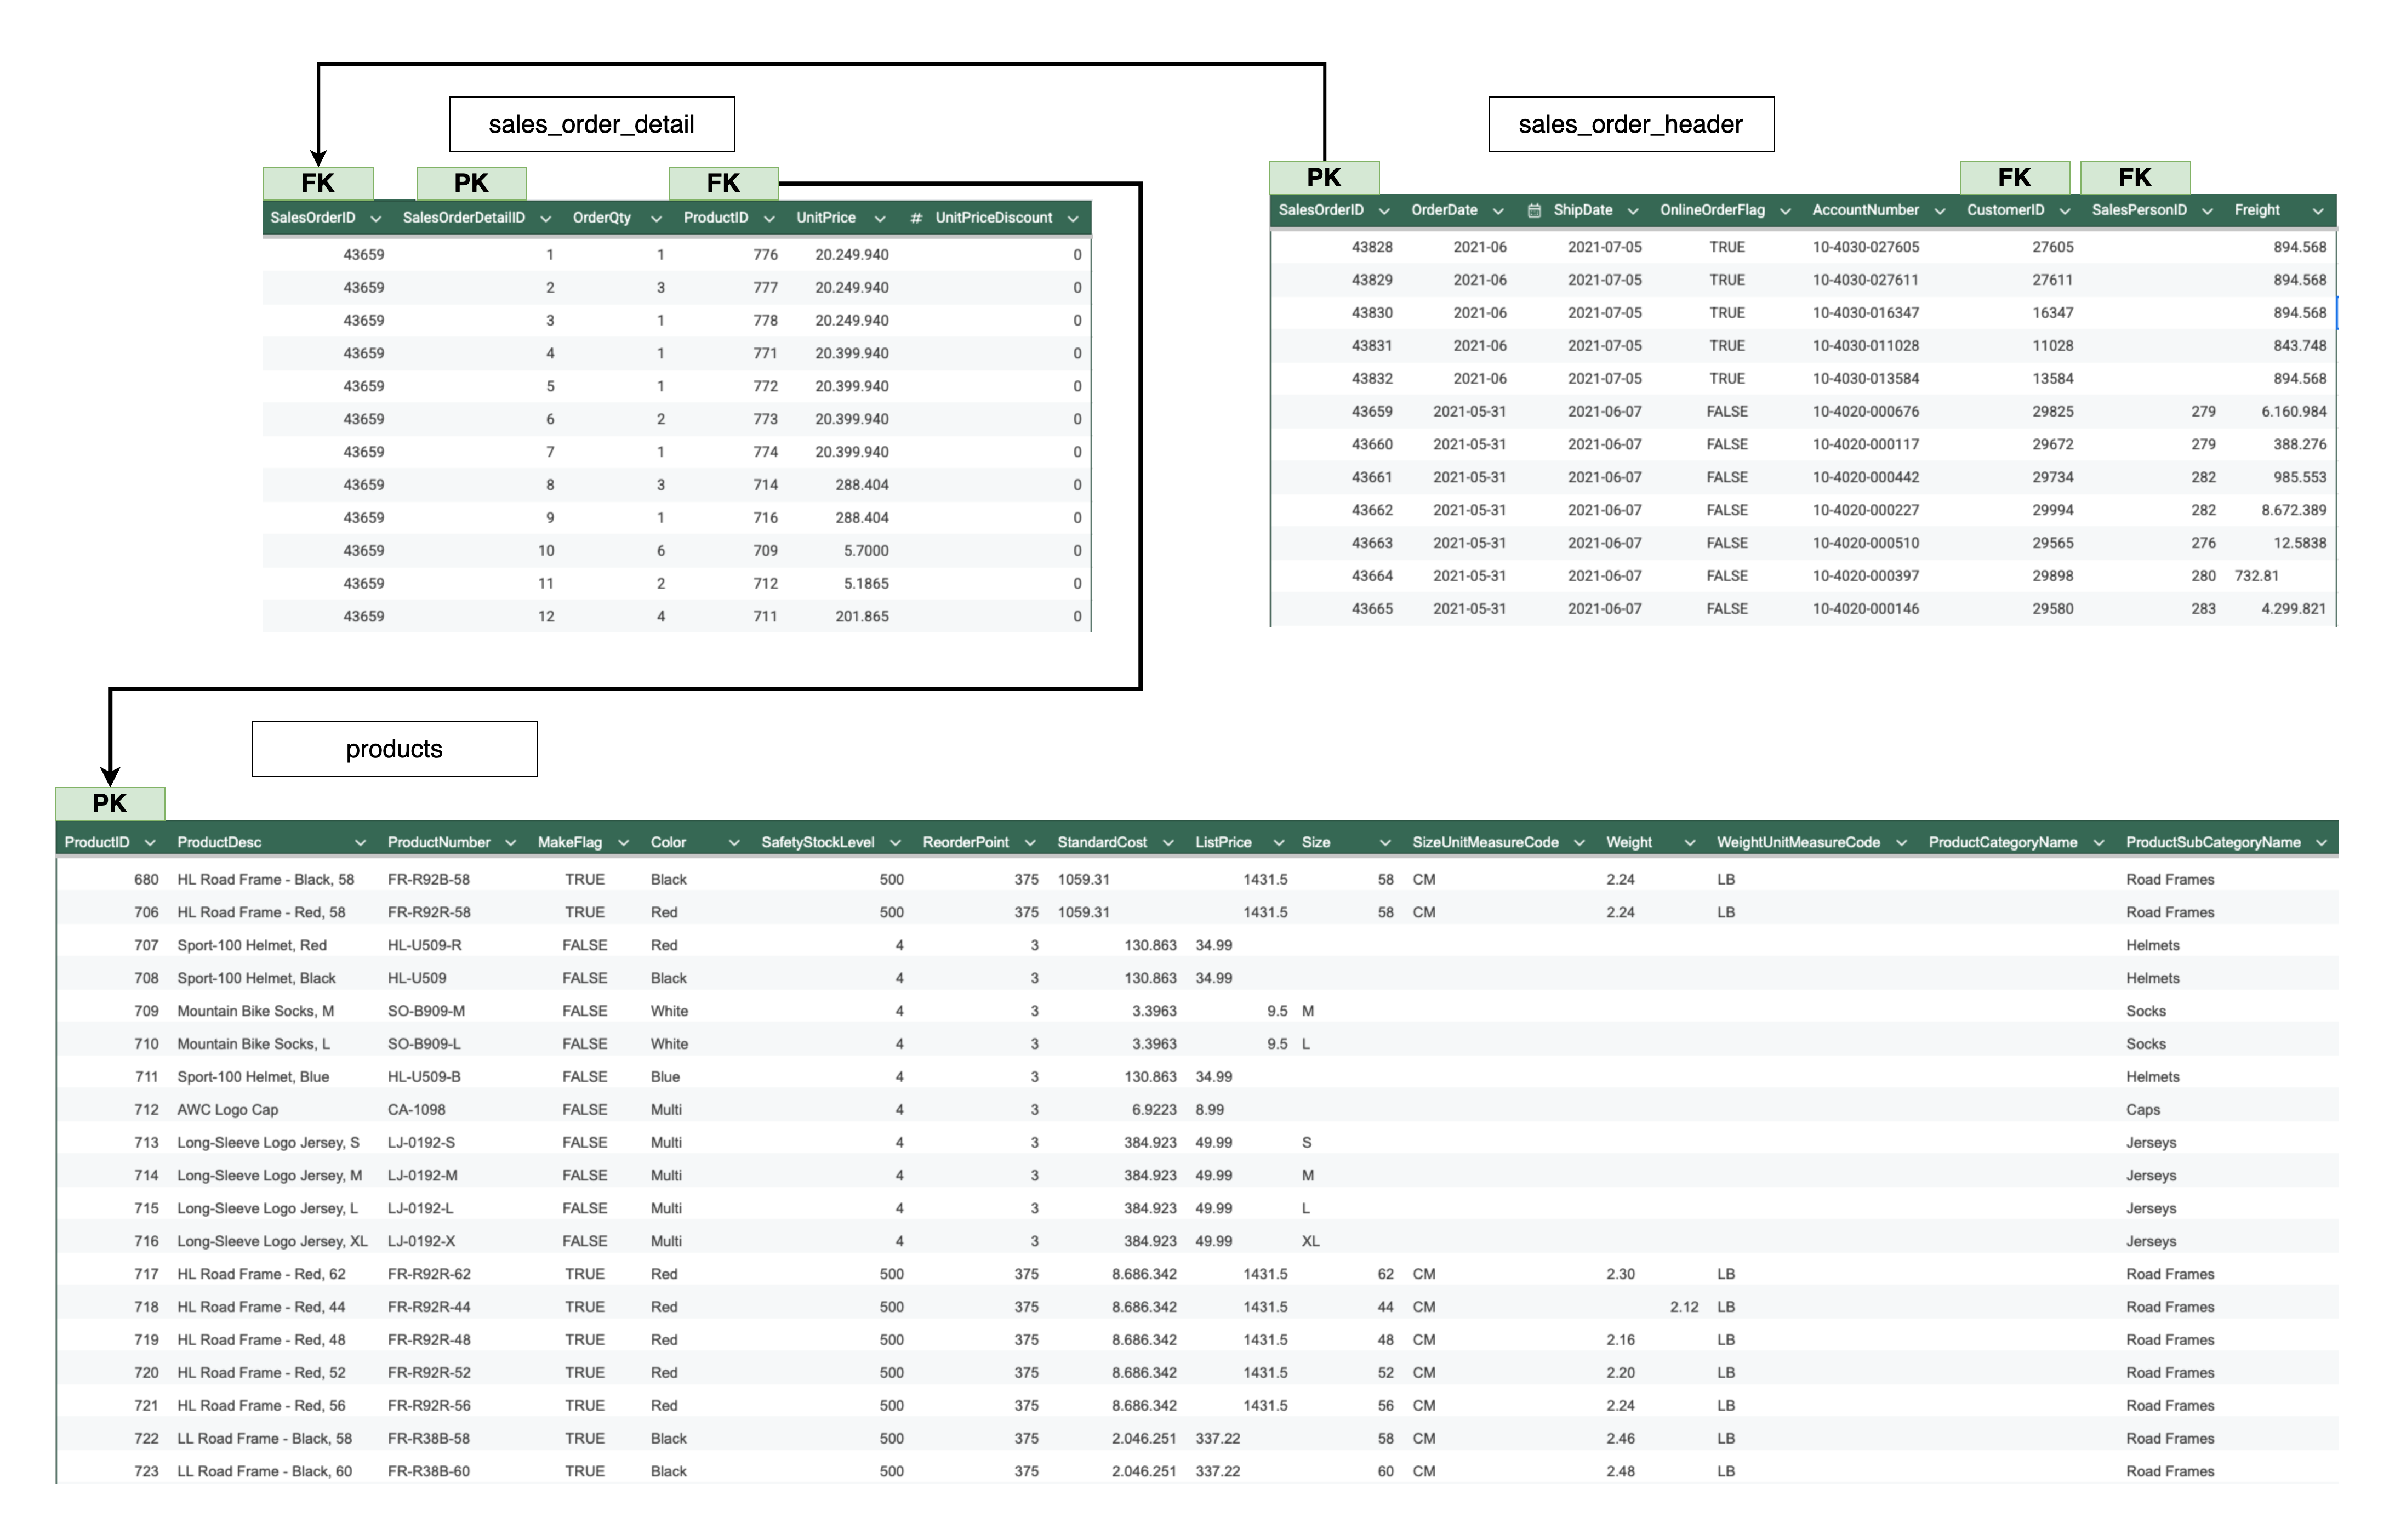 sales_order_detail
FK PK FK
SalesOrderID SalesOrderDetailID OrderQty ProductID UnitPrice # UnitPriceDiscount
43659 1 1 776 20.249.940 0
43659 2 3 777 20.249.940 0
43659 3 1 778 20.249.940 0
43659 4 1 771 20.399.940 0
43659 5 1 772 20.399.940 0
43659 6 2 773 20.399.940 0
43659 7 1 774 20.399.940 0
43659 8 3 714 288.404 0
43659 9 1 716 288.404 0
43659 10 6 709 5.7000 0
43659 11 2 712 5.1865 0
43659 12 4 711 201.865 0
sales_order_header
PK FK FK
SalesOrderID OrderDate ShipDate OnlineOrderFlag AccountNumber CustomerID SalesPersonID Freight
43828 2021-06 2021-07-05 TRUE 10-4030-027605 27605 894.568
43829 2021-06 2021-07-05 TRUE 10-4030-027611 27611 894.568
43830 2021-06 2021-07-05 TRUE 10-4030-016347 16347 894.568
43831 2021-06 2021-07-05 TRUE 10-4030-011028 11028 843.748
43832 2021-06 2021-07-05 TRUE 10-4030-013584 13584 894.568
43659 2021-05-31 2021-06-07 FALSE 10-4020-000676 29825 279 6.160.984
43660 2021-05-31 2021-06-07 FALSE 10-4020-000117 29672 279 388.276
43661 2021-05-31 2021-06-07 FALSE 10-4020-000442 29734 282 985.553
43662 2021-05-31 2021-06-07 FALSE 10-4020-000227 29994 282 8.672.389
43663 2021-05-31 2021-06-07 FALSE 10-4020-000510 29565 276 12.5838
43664 2021-05-31 2021-06-07 FALSE 10-4020-000397 29898 280 732.81
43665 2021-05-31 2021-06-07 FALSE 10-4020-000146 29580 283 4.299.821
products
PK
ProductID ProductDesc ProductNumber MakeFlag Color SafetyStockLevel ReorderPoint StandardCost ListPrice Size SizeUnitMeasureCode Weight WeightUnitMeasureCode ProductCategoryName ProductSubCategoryName
680 HL Road Frame - Black, 58 FR-R92B-58 TRUE Black 500 375 1059.31 1431.5 58 CM 2.24 LB Road Frames
706 HL Road Frame - Red, 58 FR-R92R-58 TRUE Red 500 375 1059.31 1431.5 58 CM 2.24 LB Road Frames
707 Sport-100 Helmet, Red HL-U509-R FALSE Red 4 3 130.863 34.99 Helmets
708 Sport-100 Helmet, Black HL-U509 FALSE Black 4 3 130.863 34.99 Helmets
709 Mountain Bike Socks, M SO-B909-M FALSE White 4 3 3.3963 9.5 M Socks
710 Mountain Bike Socks, L SO-B909-L FALSE White 4 3 3.3963 9.5 L Socks
711 Sport-100 Helmet, Blue HL-U509-B FALSE Blue 4 3 130.863 34.99 Helmets
712 AWC Logo Cap CA-1098 FALSE Multi 4 3 6.9223 8.99 Caps
713 Long-Sleeve Logo Jersey, S LJ-0192-S FALSE Multi 4 3 384.923 49.99 S Jerseys
714 Long-Sleeve Logo Jersey, M LJ-0192-M FALSE Multi 4 3 384.923 49.99 M Jerseys
715 Long-Sleeve Logo Jersey, L LJ-0192-L FALSE Multi 4 3 384.923 49.99 L Jerseys
716 Long-Sleeve Logo Jersey, XL LJ-0192-X FALSE Multi 4 3 384.923 49.99 XL Jerseys
717 HL Road Frame - Red, 62 FR-R92R-62 TRUE Red 500 375 8.686.342 1431.5 62 CM 2.30 LB Road Frames
718 HL Road Frame - Red, 44 FR-R92R-44 TRUE Red 500 375 8.686.342 1431.5 44 CM 2.12 LB Road Frames
719 HL Road Frame - Red, 48 FR-R92R-48 TRUE Red 500 375 8.686.342 1431.5 48 CM 2.16 LB Road Frames
720 HL Road Frame - Red, 52 FR-R92R-52 TRUE Red 500 375 8.686.342 1431.5 52 CM 2.20 LB Road Frames
721 HL Road Frame - Red, 56 FR-R92R-56 TRUE Red 500 375 8.686.342 1431.5 56 CM 2.24 LB Road Frames
722 LL Road Frame - Black, 58 FR-R38B-58 TRUE Black 500 375 2.046.251 337.22 58 CM 2.46 LB Road Frames
723 LL Road Frame - Black, 60 FR-R38B-60 TRUE Black 500 375 2.046.251 337.22 60 CM 2.48 LB Road Frames